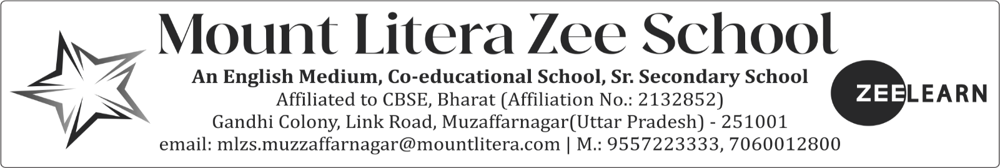 Mount Litera Zee School
An English Medium, Co-educational School, Sr. Secondary School
Affiliated to CBSE, Bharat (Affiliation No.: 2132852)
Gandhi Colony, Link Road, Muzaffarnagar(Uttar Pradesh) - 251001
email: mlzs.muzzaffarnagar@mountlitera.com | M.: 9557223333, 7060012800
ZEELEARN